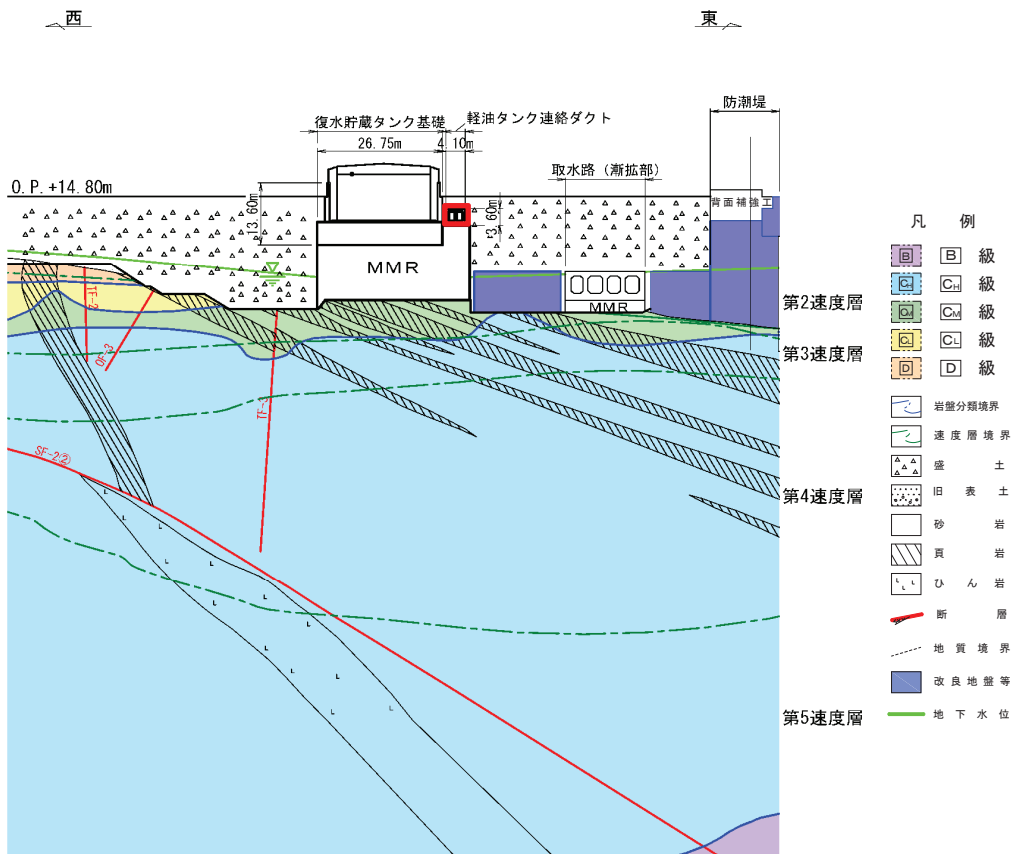 西
東
防潮堤
復水貯蔵タンク基礎
軽油タンク連絡ダクト
26.75m
4.10m
取水路（漸拡部）
O.P.+14.80m
13.60m
3.60m
背面補強工
MMR
MMR
TF-2
OF-3
TF-3
SF-2②
第2速度層
第3速度層
第4速度層
第5速度層
凡 例
B B 級
CH CH 級
CM CM 級
CL CL 級
D D 級
岩盤分類境界
速度層境界
盛土
旧表土
砂岩
頁岩
ひん岩
断層
地質境界
改良地盤等
地下水位